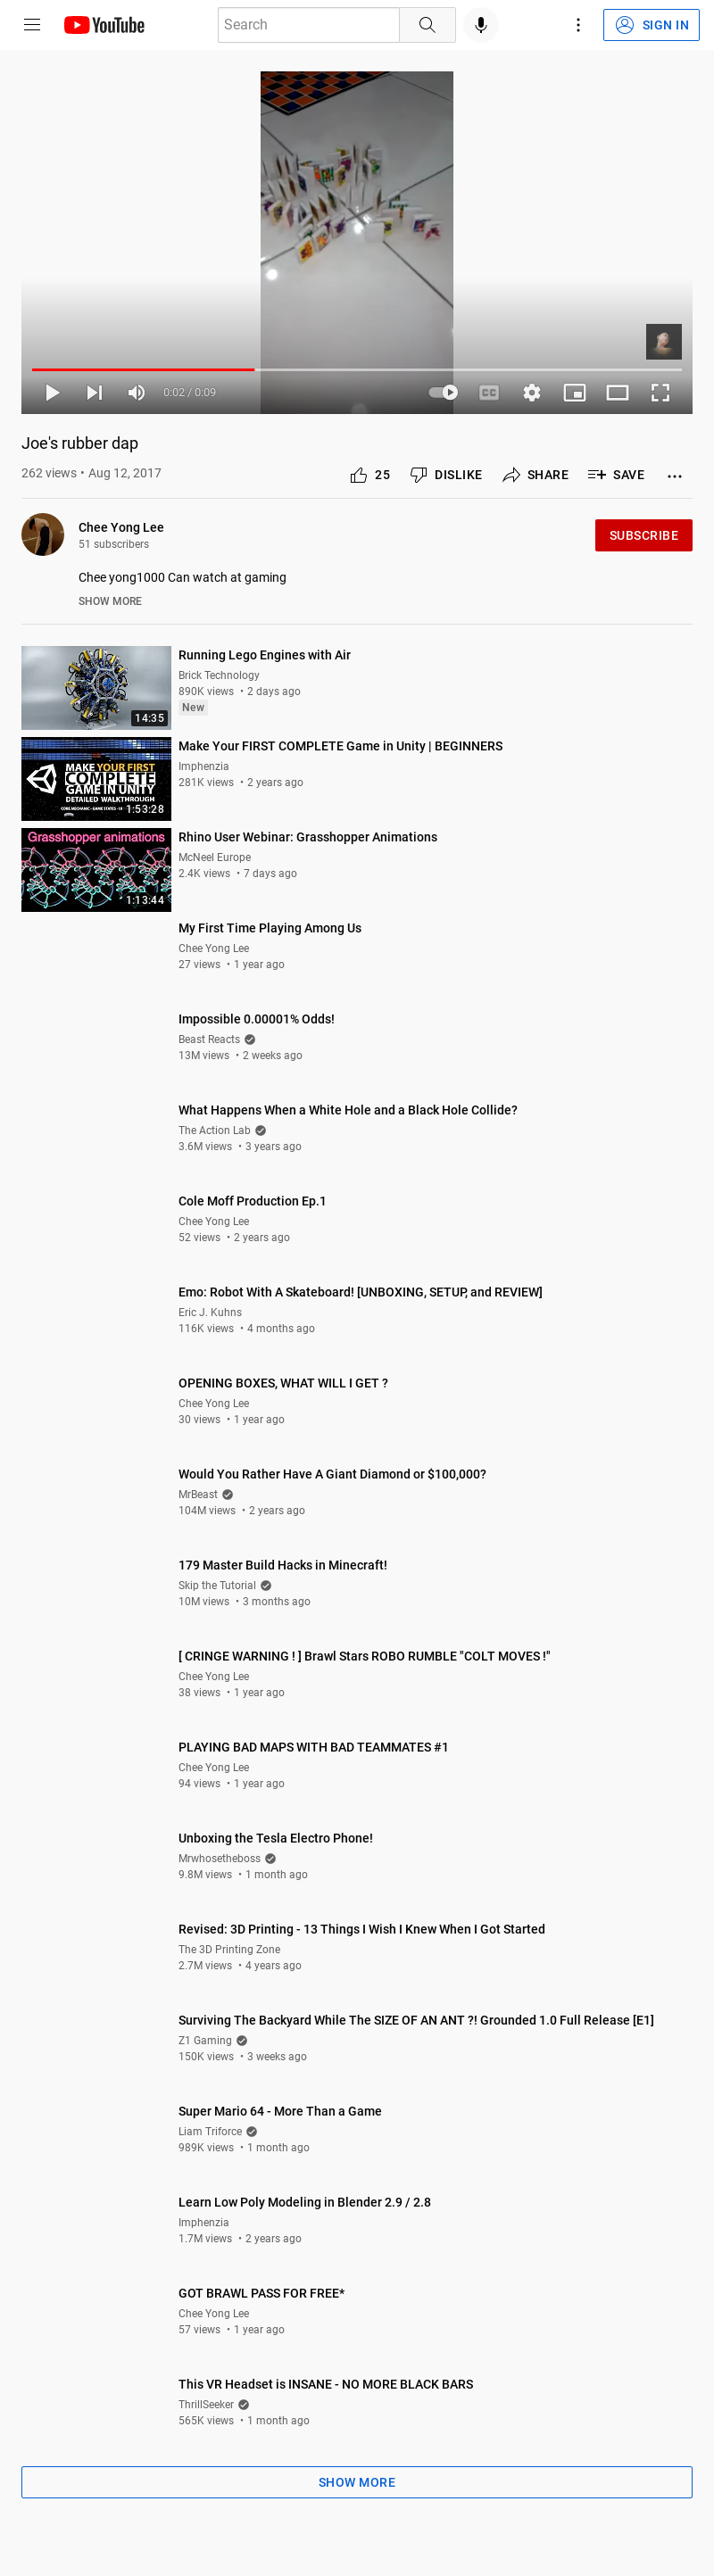 YouTube
Search
SIGN IN
0:02 / 0:09
CC
Joe's rubber dap
262 views • Aug 12, 2017
25
DISLIKE
SHARE
SAVE
Chee Yong Lee
51 subscribers
SUBSCRIBE
Chee yong1000 Can watch at gaming
SHOW MORE
14:35
Running Lego Engines with Air
Brick Technology
890K views • 2 days ago
New
MAKE YOUR FIRST
COMPLETE
GAME IN UNITY
DETAILED WALKTHROUGH
1:53:28
Make Your FIRST COMPLETE Game in Unity | BEGINNERS
Imphenzia
281K views • 2 years ago
Grasshopper animations
1:13:44
Rhino User Webinar: Grasshopper Animations
McNeel Europe
2.4K views • 7 days ago
My First Time Playing Among Us
Chee Yong Lee
27 views • 1 year ago
Impossible 0.00001% Odds!
Beast Reacts
13M views • 2 weeks ago
What Happens When a White Hole and a Black Hole Collide?
The Action Lab
3.6M views • 3 years ago
Cole Moff Production Ep.1
Chee Yong Lee
52 views • 2 years ago
Emo: Robot With A Skateboard! [UNBOXING, SETUP, and REVIEW]
Eric J. Kuhns
116K views • 4 months ago
OPENING BOXES, WHAT WILL I GET ?
Chee Yong Lee
30 views • 1 year ago
Would You Rather Have A Giant Diamond or $100,000?
MrBeast
104M views • 2 years ago
179 Master Build Hacks in Minecraft!
Skip the Tutorial
10M views • 3 months ago
[ CRINGE WARNING ! ] Brawl Stars ROBO RUMBLE "COLT MOVES !"
Chee Yong Lee
38 views • 1 year ago
PLAYING BAD MAPS WITH BAD TEAMMATES #1
Chee Yong Lee
94 views • 1 year ago
Unboxing the Tesla Electro Phone!
Mrwhosetheboss
9.8M views • 1 month ago
Revised: 3D Printing - 13 Things I Wish I Knew When I Got Started
The 3D Printing Zone
2.7M views • 4 years ago
Surviving The Backyard While The SIZE OF AN ANT ?! Grounded 1.0 Full Release [E1]
Z1 Gaming
150K views • 3 weeks ago
Super Mario 64 - More Than a Game
Liam Triforce
989K views • 1 month ago
Learn Low Poly Modeling in Blender 2.9 / 2.8
Imphenzia
1.7M views • 2 years ago
GOT BRAWL PASS FOR FREE*
Chee Yong Lee
57 views • 1 year ago
This VR Headset is INSANE - NO MORE BLACK BARS
ThrillSeeker
565K views • 1 month ago
SHOW MORE